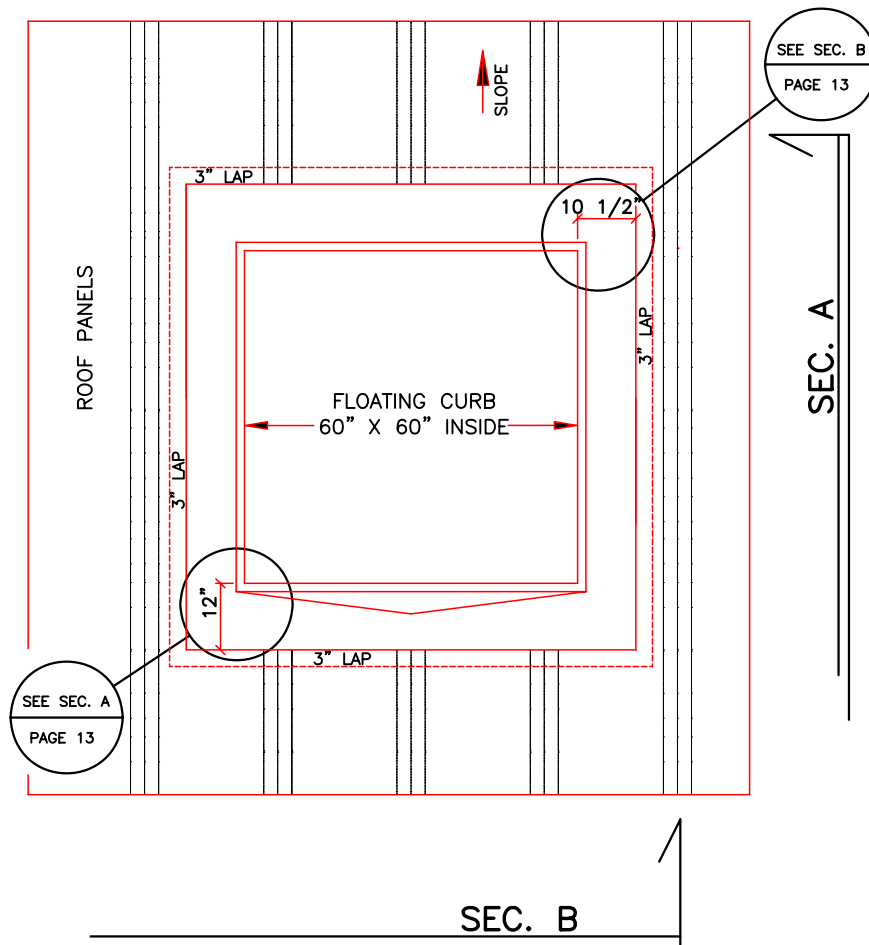 SEE SEC. B
PAGE 13
SLOPE
3" LAP
10 1/2"
ROOF PANELS
3" LAP
SEC. A
FLOATING CURB
60" X 60" INSIDE
3" LAP
12"
3" LAP
SEE SEC. A
PAGE 13
SEC. B